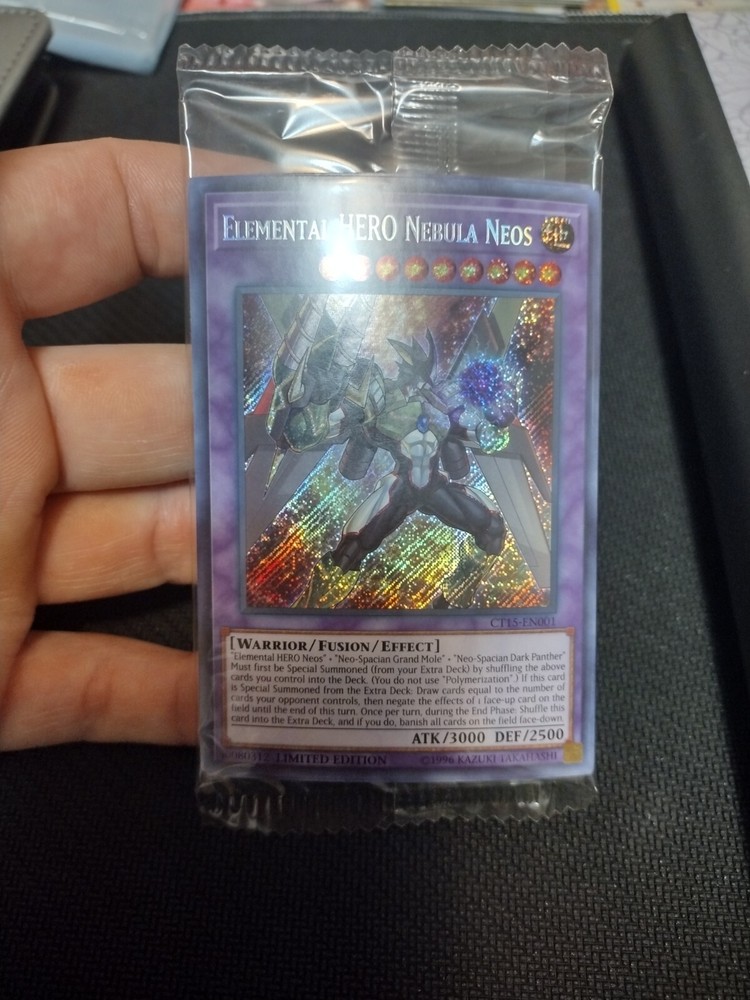 ELEMENTAL HERO NEBULA NEOS
CT15-EN001
[WARRIOR/FUSION/EFFECT]
"Elemental HERO Neos" + "Neo-Spacian Grand Mole" + "Neo-Spacian Dark Panther"
Must first be Special Summoned (from your Extra Deck) by shuffling the above
cards you control into the Deck. (You do not use "Polymerization".) If this card
is Special Summoned from the Extra Deck: Draw cards equal to the number of
cards your opponent controls, then negate the effects of 1 face-up card on the
field until the end of this turn. Once per turn, during the End Phase: Shuffle this
card into the Extra Deck, and if you do, banish all cards on the field face-down.
ATK/3000 DEF/2500
LIMITED EDITION
©1996 KAZUKI TAKAHASHI